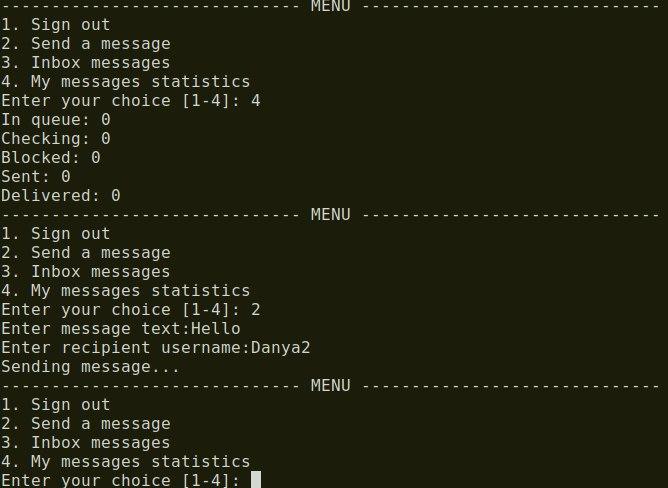 ------------------------------ MENU ------------------------------
1. Sign out
2. Send a message
3. Inbox messages
4. My messages statistics
Enter your choice [1-4]: 4
In queue: 0
Checking: 0
Blocked: 0
Sent: 0
Delivered: 0
------------------------------ MENU ------------------------------
1. Sign out
2. Send a message
3. Inbox messages
4. My messages statistics
Enter your choice [1-4]: 2
Enter message text:Hello
Enter recipient username:Danya2
Sending message...
------------------------------ MENU ------------------------------
1. Sign out
2. Send a message
3. Inbox messages
4. My messages statistics
Enter your choice [1-4]: